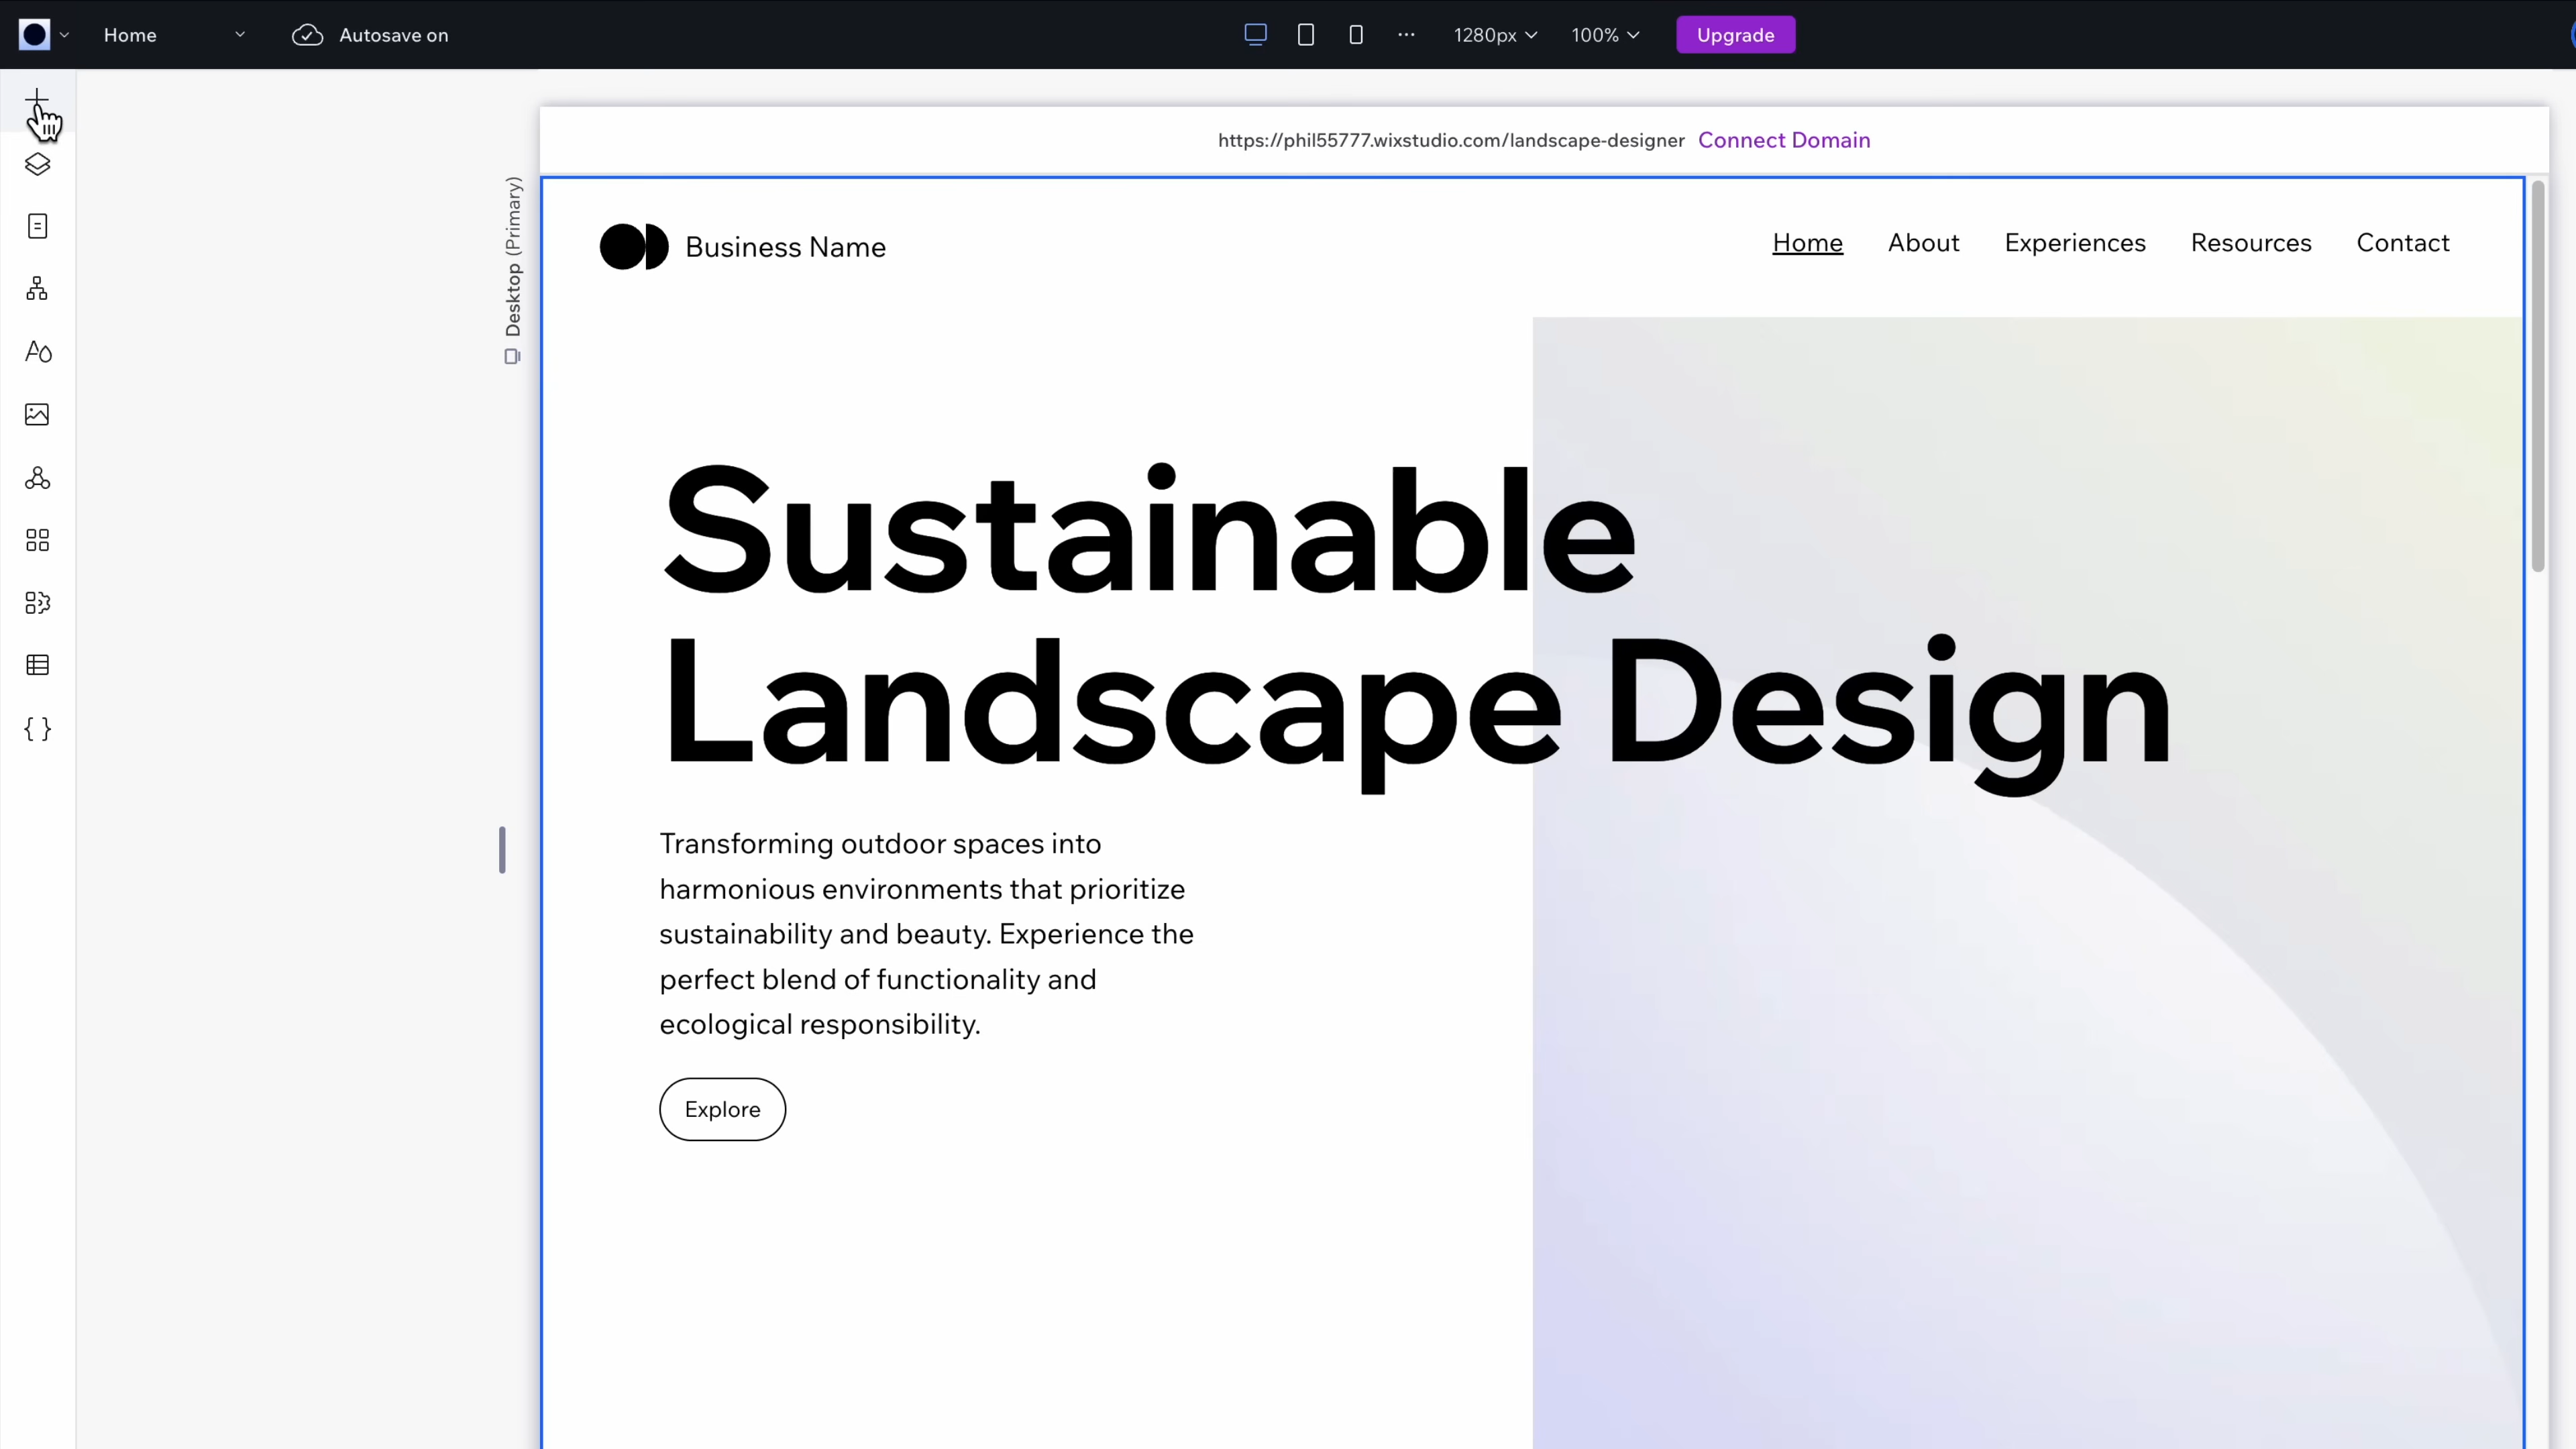 Home
Autosave on
1280px
100%
Upgrade
https://phil55777.wixstudio.com/landscape-designer Connect Domain
Desktop (Primary)
Business Name
Home
About
Experiences
Resources
Contact
Sustainable
Landscape Design
Transforming outdoor spaces into
harmonious environments that prioritize
sustainability and beauty. Experience the
perfect blend of functionality and
ecological responsibility.
Explore